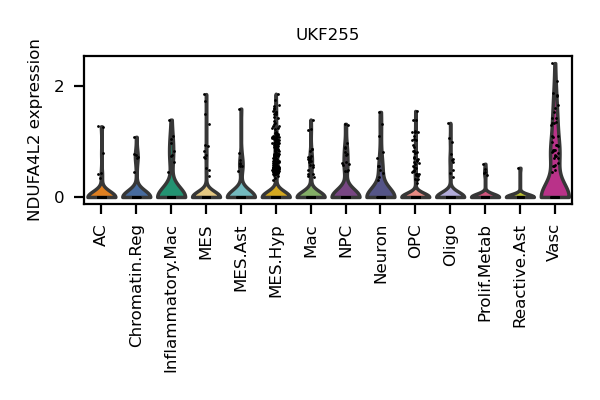 UKF255
NDUFA4L2 expression
2
0
AC
Chromatin.Reg
Inflammatory.Mac
MES
MES.Ast
MES.Hyp
Mac
NPC
Neuron
OPC
Oligo
Prolif.Metab
Reactive.Ast
Vasc